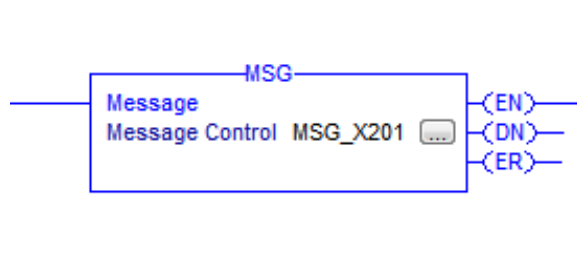 MSG
Message
Message Control MSG_X201 ...
(EN)
(DN)
(ER)